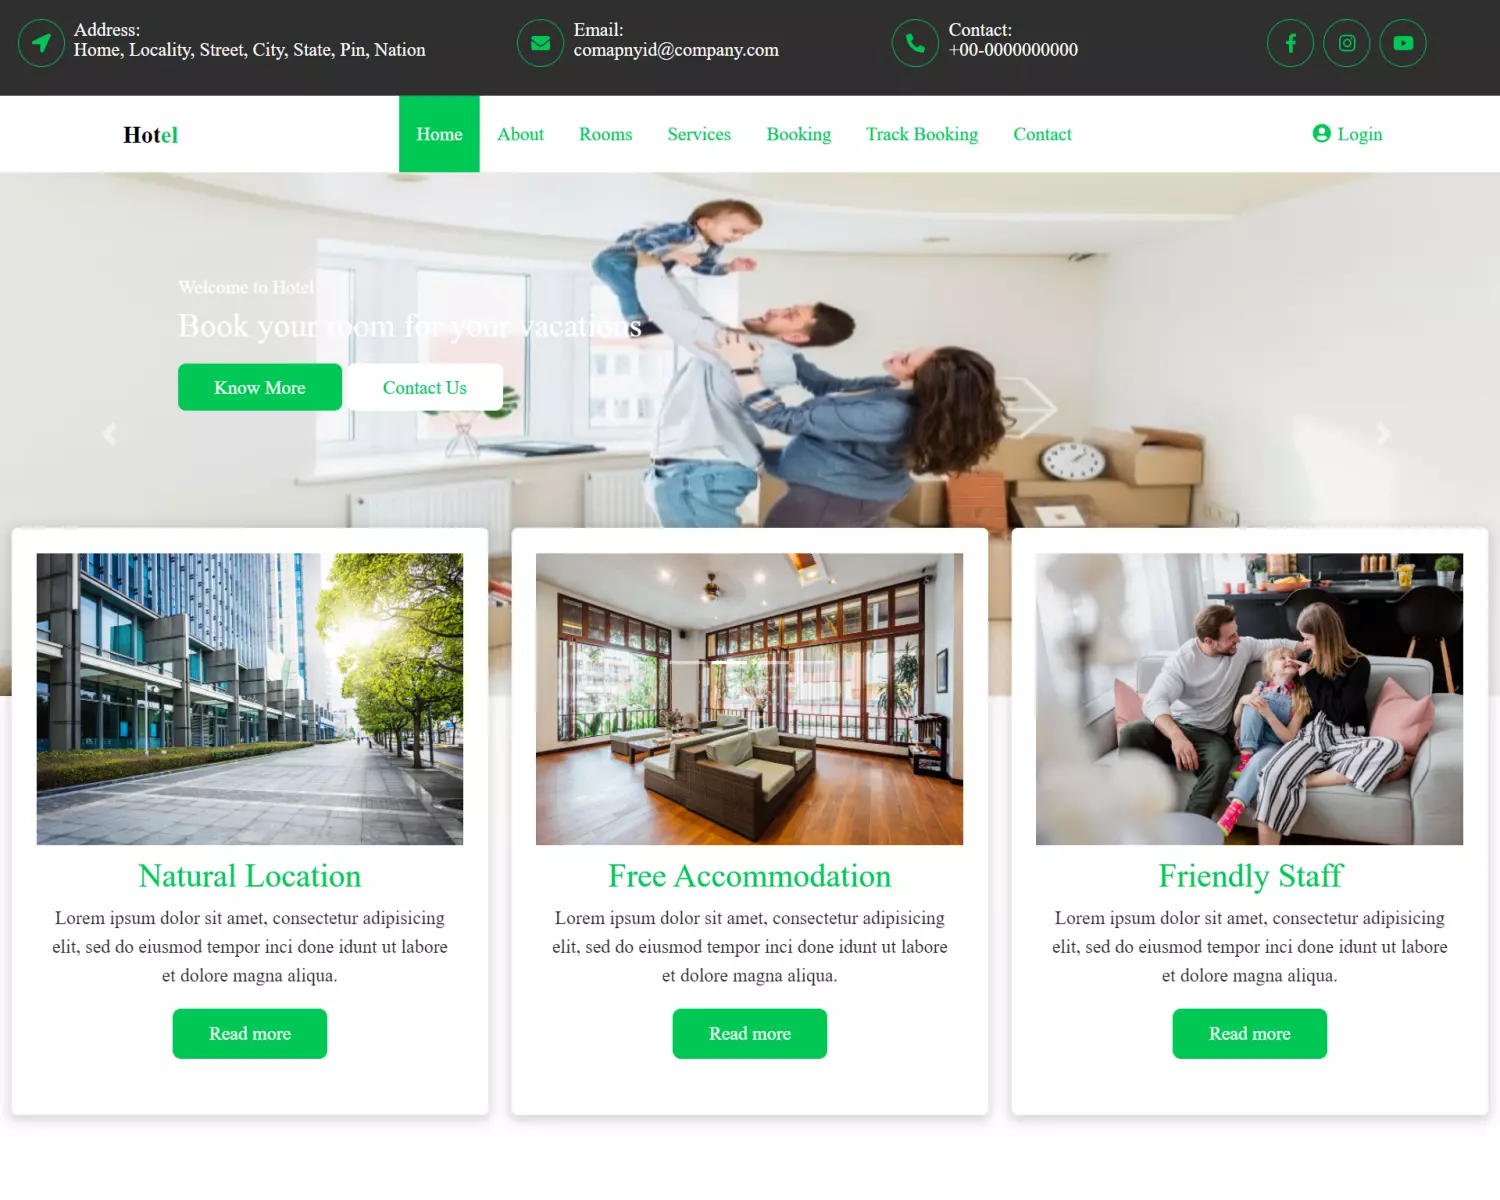 Address:
Home, Locality, Street, City, State, Pin, Nation
Email:
comapnyid@company.com
Contact:
+00-0000000000
Hotel
Home
About
Rooms
Services
Booking
Track Booking
Contact
Login
Welcome to Hotel
Book your room for your vacations
Know More
Contact Us
Natural Location
Lorem ipsum dolor sit amet, consectetur adipisicing
elit, sed do eiusmod tempor inci done idunt ut labore
et dolore magna aliqua.
Read more
Free Accommodation
Lorem ipsum dolor sit amet, consectetur adipisicing
elit, sed do eiusmod tempor inci done idunt ut labore
et dolore magna aliqua.
Read more
Friendly Staff
Lorem ipsum dolor sit amet, consectetur adipisicing
elit, sed do eiusmod tempor inci done idunt ut labore
et dolore magna aliqua.
Read more